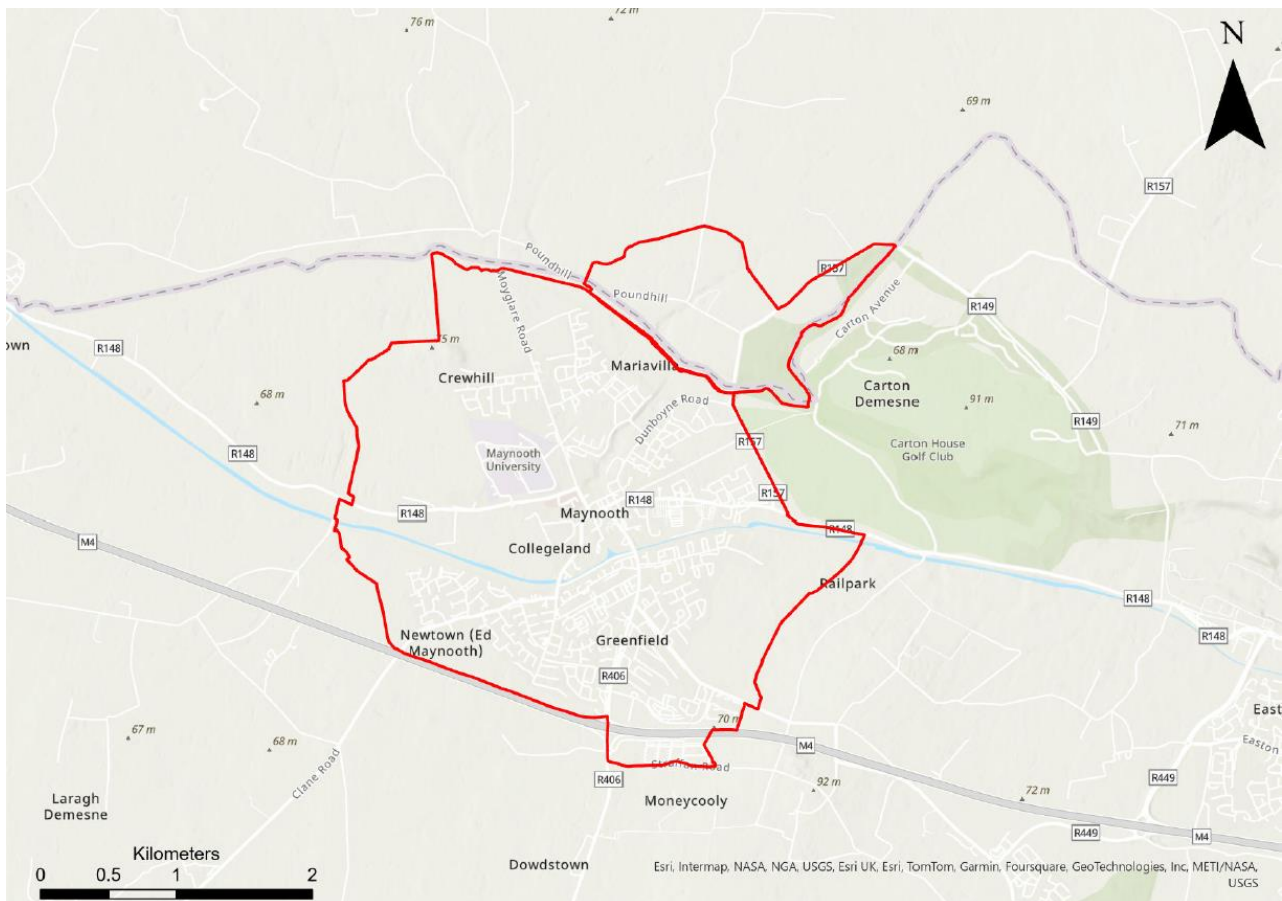 72 m
76 m
N
69 m
R157
Poundhill
R157
Moyglare Road
Poundhill
Carton Avenue
R149
own
R148
75 m
Mariavilla
68 m
Crewhill
Carton
Demesne
68 m
91 m
Dunboyne Road
R149
71 m
R157
Carton House
Golf Club
R148
Maynooth
University
R157
R148
R148
Maynooth
R148
M4
Collegeland
Railpark
R148
R148
Newtown (Ed
Maynooth)
Greenfield
R406
70 m
East
67 m
68 m
M4
Easton
Straffon Road
Clane Road
R406
R449
92 m
72 m
Laragh
Demesne
Moneycooly
R449
M4
Kilometers
Dowdstown
0 0.5 1 2
Esri, Intermap, NASA, NGA, USGS, Esri UK, Esri, TomTom, Garmin, Foursquare, GeoTechnologies, Inc, METI/NASA,
USGS